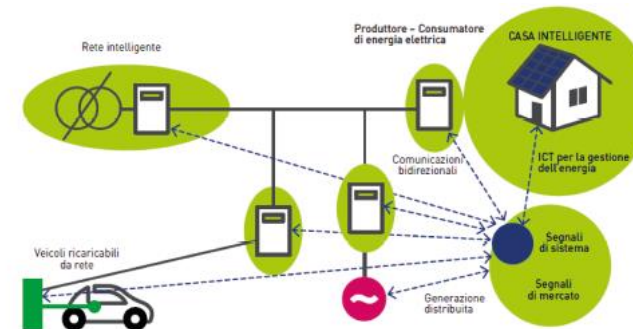 Produttore – Consumatore
di energia elettrica
CASA INTELLIGENTE
Rete intelligente
Comunicazioni
bidirezionali
ICT per la gestione
dell'energia
Veicoli ricaricabili
da rete
Segnali
di sistema
Segnali
di mercato
Generazione
distribuita